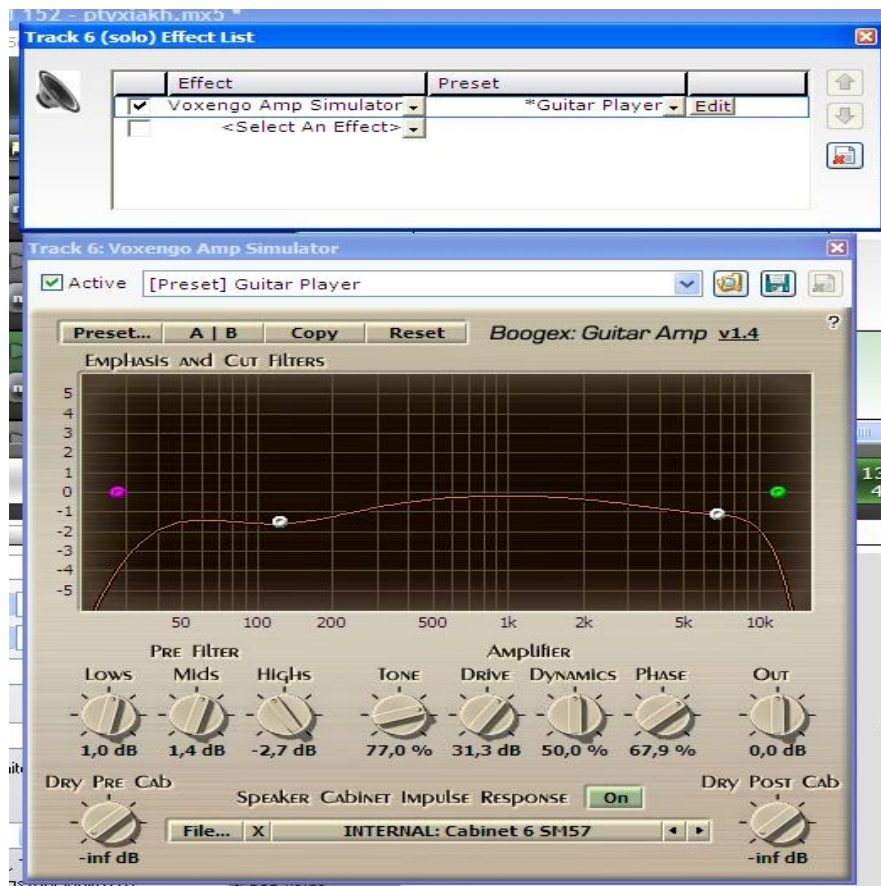 152 - ptyxiakh.mx5 *
Track 6 (solo) Effect List
Effect Preset
Voxengo Amp Simulator *Guitar Player Edit
<Select An Effect>
Track 6: Voxengo Amp Simulator
Active [Preset] Guitar Player
Preset... A | B Copy Reset Boogex: Guitar Amp v1.4 ?
Emphasis and Cut Filters
5
4
3
2
1
0
-1
-2
-3
-4
-5
50 100 200 500 1k 2k 5k 10k
Pre Filter Amplifier
Lows Mids Highs Tone Drive Dynamics Phase Out
1,0 dB 1,4 dB -2,7 dB 77,0 % 31,3 dB 50,0 % 67,9 % 0,0 dB
Dry Pre Cab Dry Post Cab
Speaker Cabinet Impulse Response On
File... X INTERNAL: Cabinet 6 SM57
-inf dB -inf dB